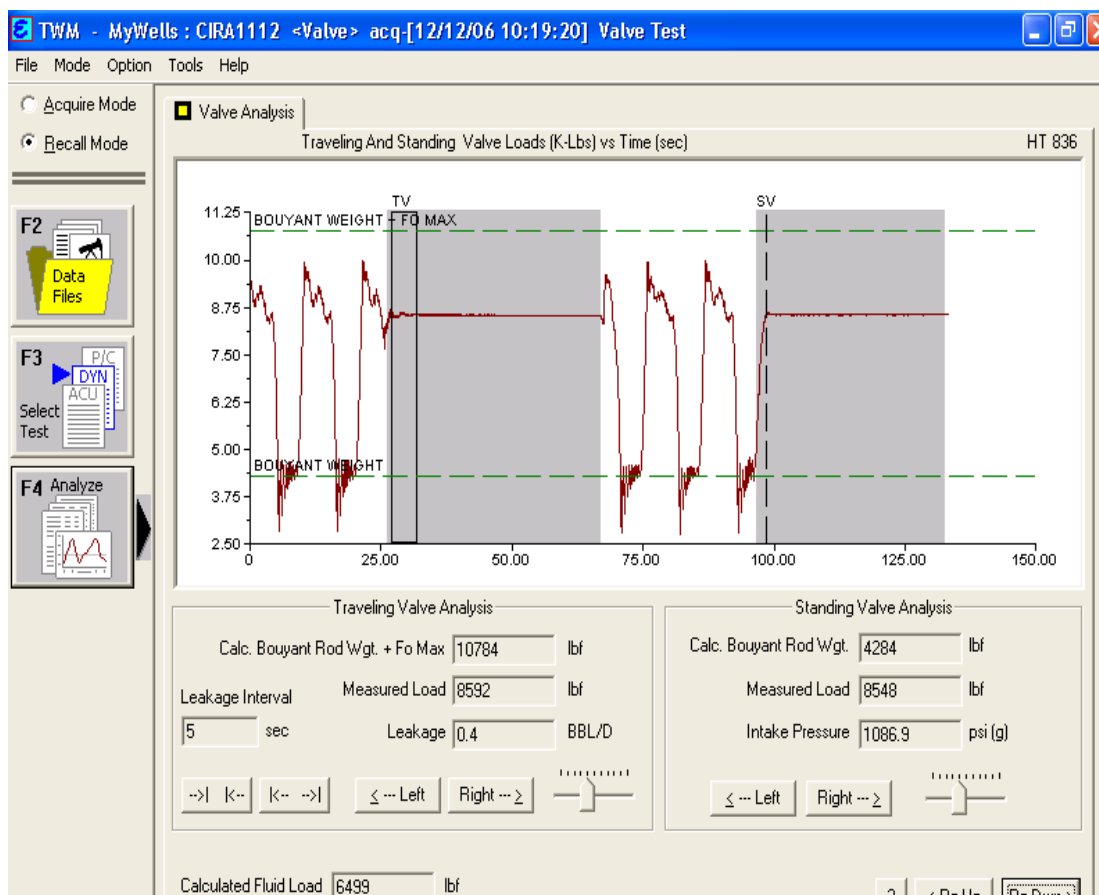 TWM - MyWells : CIRA1112 <Valve> acq-[12/12/06 10:19:20] Valve Test
File Mode Option Tools Help
Acquire Mode
Recall Mode
F2
Data
Files
F3
P/C
DYN
ACU
Select
Test
F4 Analyze
Valve Analysis
Traveling And Standing Valve Loads (K-Lbs) vs Time (sec)
HT 836
TV
SV
11.25
BOUYANT WEIGHT + FO MAX
10.00
8.75
7.50
6.25
5.00
BOUYANT WEIGHT
3.75
2.50
0 25.00 50.00 75.00 100.00 125.00 150.00
Traveling Valve Analysis
Calc. Bouyant Rod Wgt. + Fo Max 10784 lbf
Leakage Interval
Measured Load 8592 lbf
5 sec
Leakage 0.4 BBL/D
-->| |<--
|<-- -->|
< --- Left
Right --- >
Standing Valve Analysis
Calc. Bouyant Rod Wgt. 4284 lbf
Measured Load 8548 lbf
Intake Pressure 1086.9 psi (g)
< --- Left
Right --- >
Calculated Fluid Load 6499 lbf
?
< Pg Up
Pg Dwn >